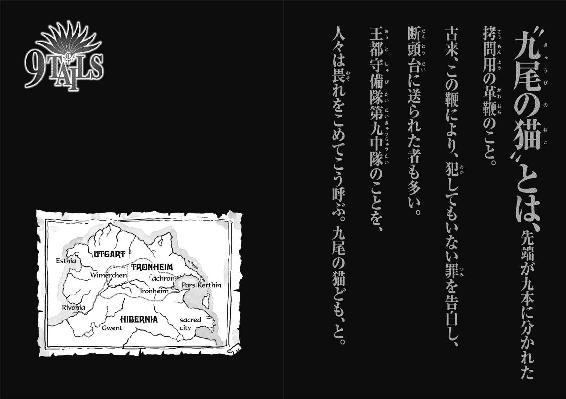 “九尾の猫”とは、先端が九本に分かれた
拷問用の革鞭のこと。
古来、この鞭により、犯してもいない罪を告白し、
断頭台に送られた者も多い。
王都守備隊第九中隊のことを、
人々は畏れをこめてこう呼ぶ。九尾の猫ども、と。
9TAILS
UTGART
Esthia
TRONHEIM
Wimerchen
Tronheim
Pars Kerthin
Rivonia
HIBERNIA
Gwent
sacred
city